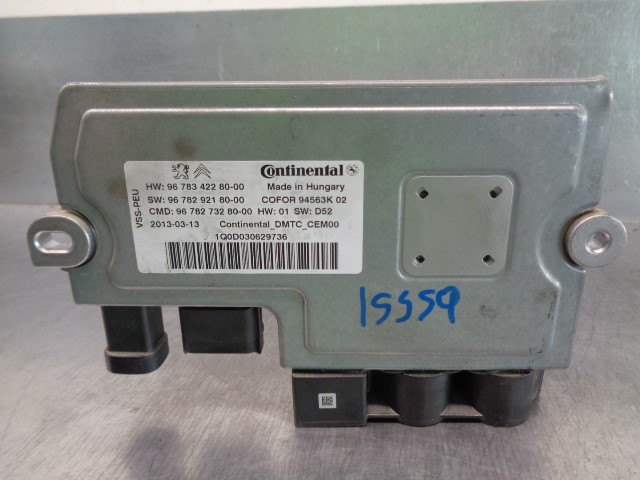 VSS-PEU
Continental
HW: 96 783 422 80-00 Made in Hungary
SW: 96 782 921 80-00 COFOR 94563K 02
CMD: 96 782 732 80-00 HW: 01 SW: D52
2013-03-13 Continental_DMTC_CEM00
1Q0D030629736
15559